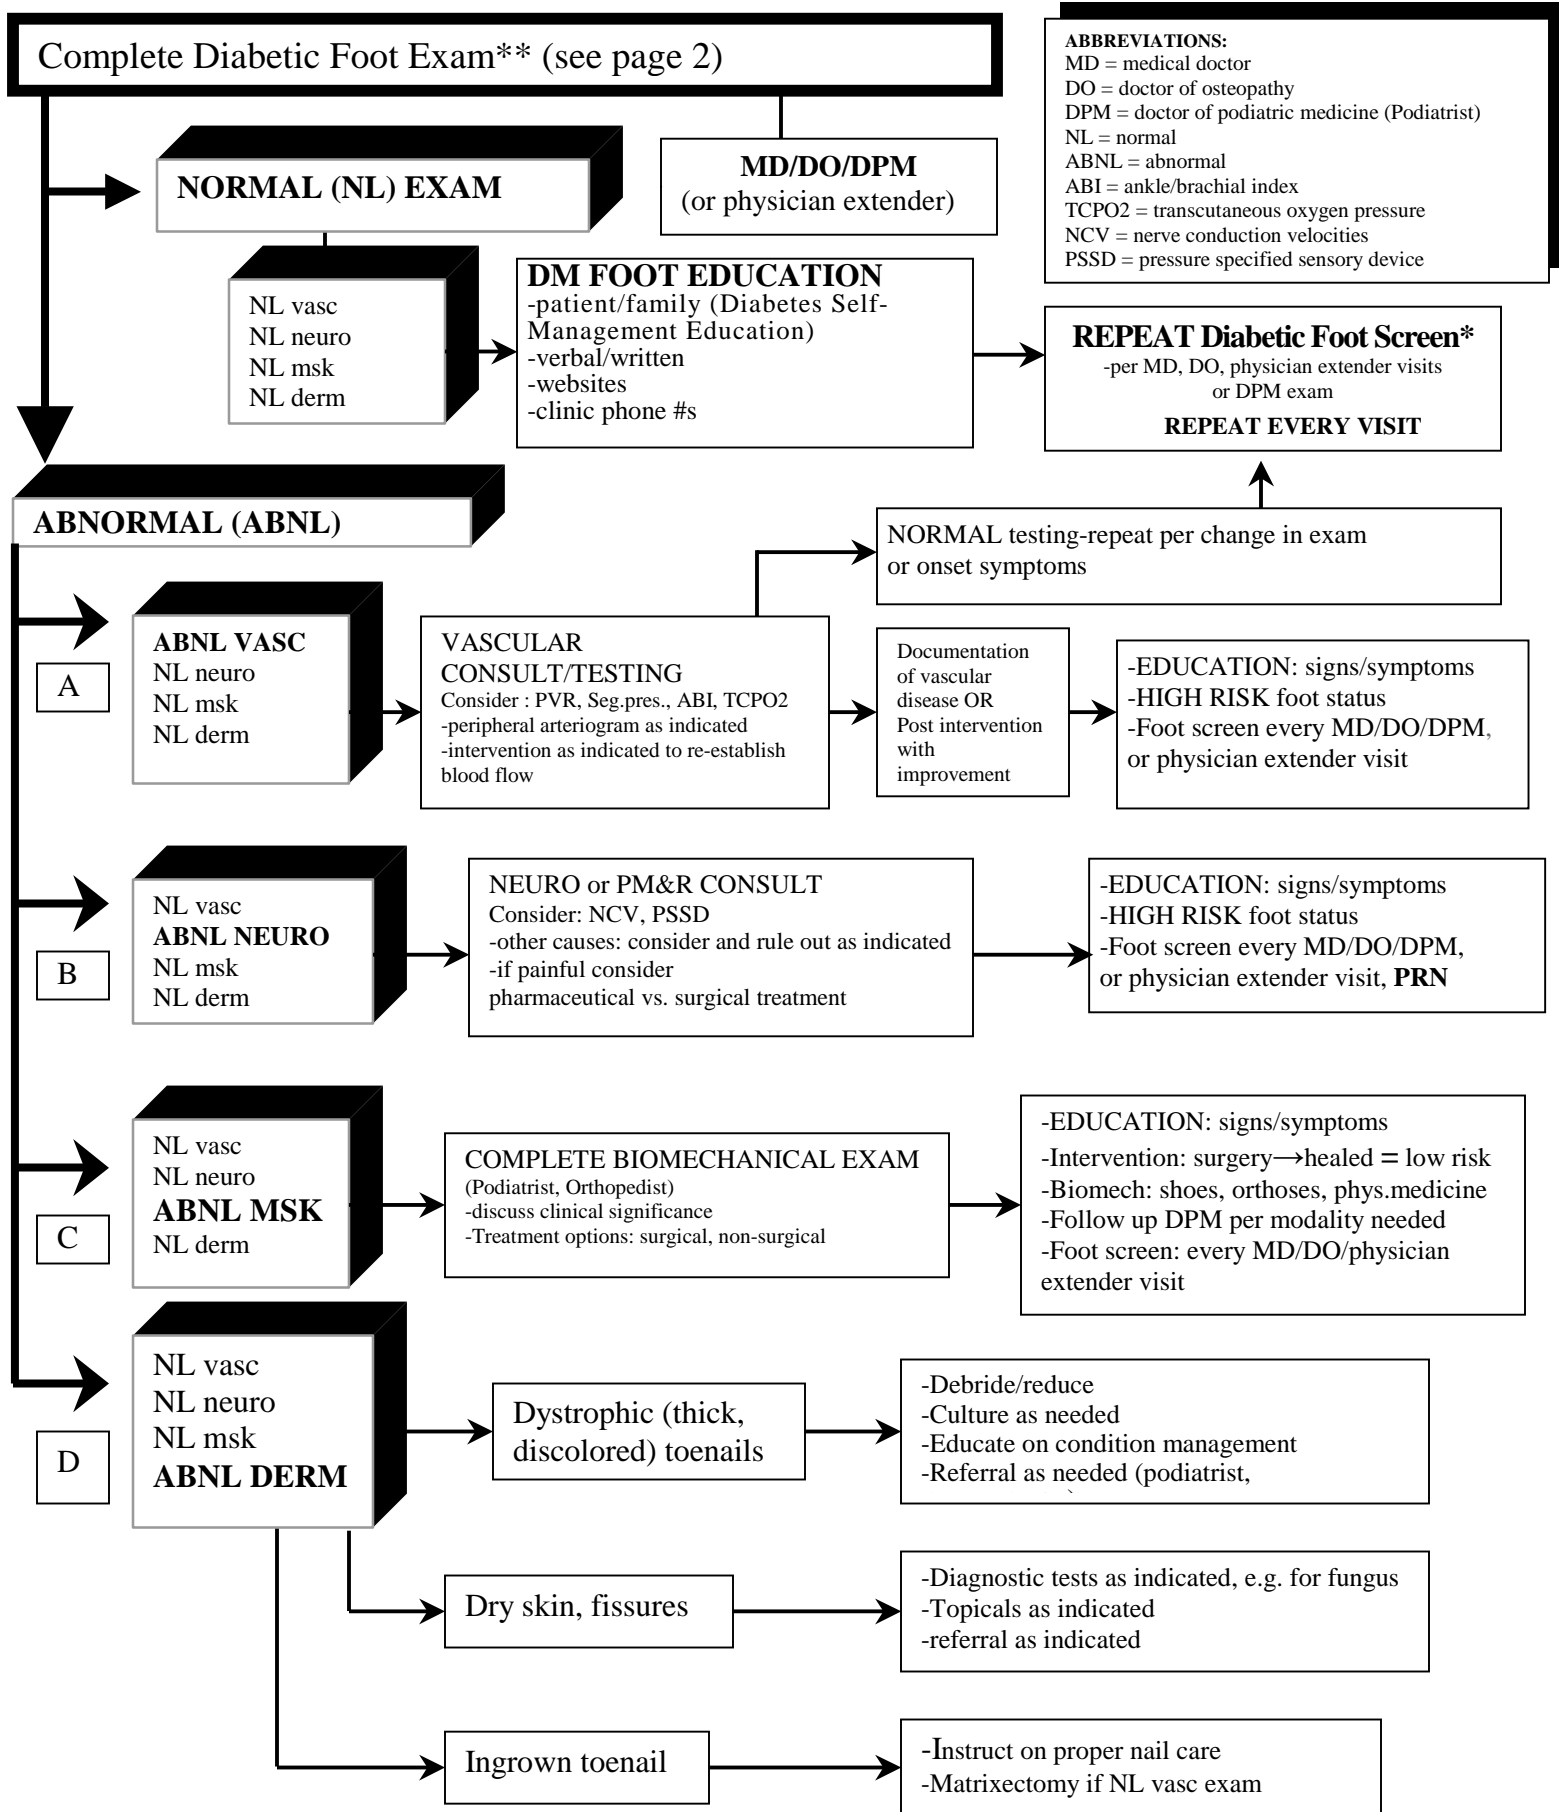 Complete Diabetic Foot Exam** (see page 2)
ABBREVIATIONS:
MD = medical doctor
DO = doctor of osteopathy
DPM = doctor of podiatric medicine (Podiatrist)
NL = normal
ABNL = abnormal
ABI = ankle/brachial index
TCPO2 = transcutaneous oxygen pressure
NCV = nerve conduction velocities
PSSD = pressure specified sensory device
NORMAL (NL) EXAM
MD/DO/DPM
(or physician extender)
NL vasc
NL neuro
NL msk
NL derm
DM FOOT EDUCATION
-patient/family (Diabetes Self-
Management Education)
-verbal/written
-websites
-clinic phone #s
REPEAT Diabetic Foot Screen*
-per MD, DO, physician extender visits
or DPM exam
REPEAT EVERY VISIT
ABNORMAL (ABNL)
NORMAL testing-repeat per change in exam
or onset symptoms
A
ABNL VASC
NL neuro
NL msk
NL derm
VASCULAR
CONSULT/TESTING
Consider : PVR, Seg.pres., ABI, TCPO2
-peripheral arteriogram as indicated
-intervention as indicated to re-establish
blood flow
Documentation
of vascular
disease OR
Post intervention
with
improvement
-EDUCATION: signs/symptoms
-HIGH RISK foot status
-Foot screen every MD/DO/DPM,
or physician extender visit
B
NL vasc
ABNL NEURO
NL msk
NL derm
NEURO or PM&R CONSULT
Consider: NCV, PSSD
-other causes: consider and rule out as indicated
-if painful consider
pharmaceutical vs. surgical treatment
-EDUCATION: signs/symptoms
-HIGH RISK foot status
-Foot screen every MD/DO/DPM,
or physician extender visit, PRN
C
NL vasc
NL neuro
ABNL MSK
NL derm
COMPLETE BIOMECHANICAL EXAM
(Podiatrist, Orthopedist)
-discuss clinical significance
-Treatment options: surgical, non-surgical
-EDUCATION: signs/symptoms
-Intervention: surgery→healed = low risk
-Biomech: shoes, orthoses, phys.medicine
-Follow up DPM per modality needed
-Foot screen: every MD/DO/physician
extender visit
D
NL vasc
NL neuro
NL msk
ABNL DERM
Dystrophic (thick,
discolored) toenails
-Debride/reduce
-Culture as needed
-Educate on condition management
-Referral as needed (podiatrist,
Dry skin, fissures
-Diagnostic tests as indicated, e.g. for fungus
-Topicals as indicated
-referral as indicated
Ingrown toenail
-Instruct on proper nail care
-Matrixectomy if NL vasc exam